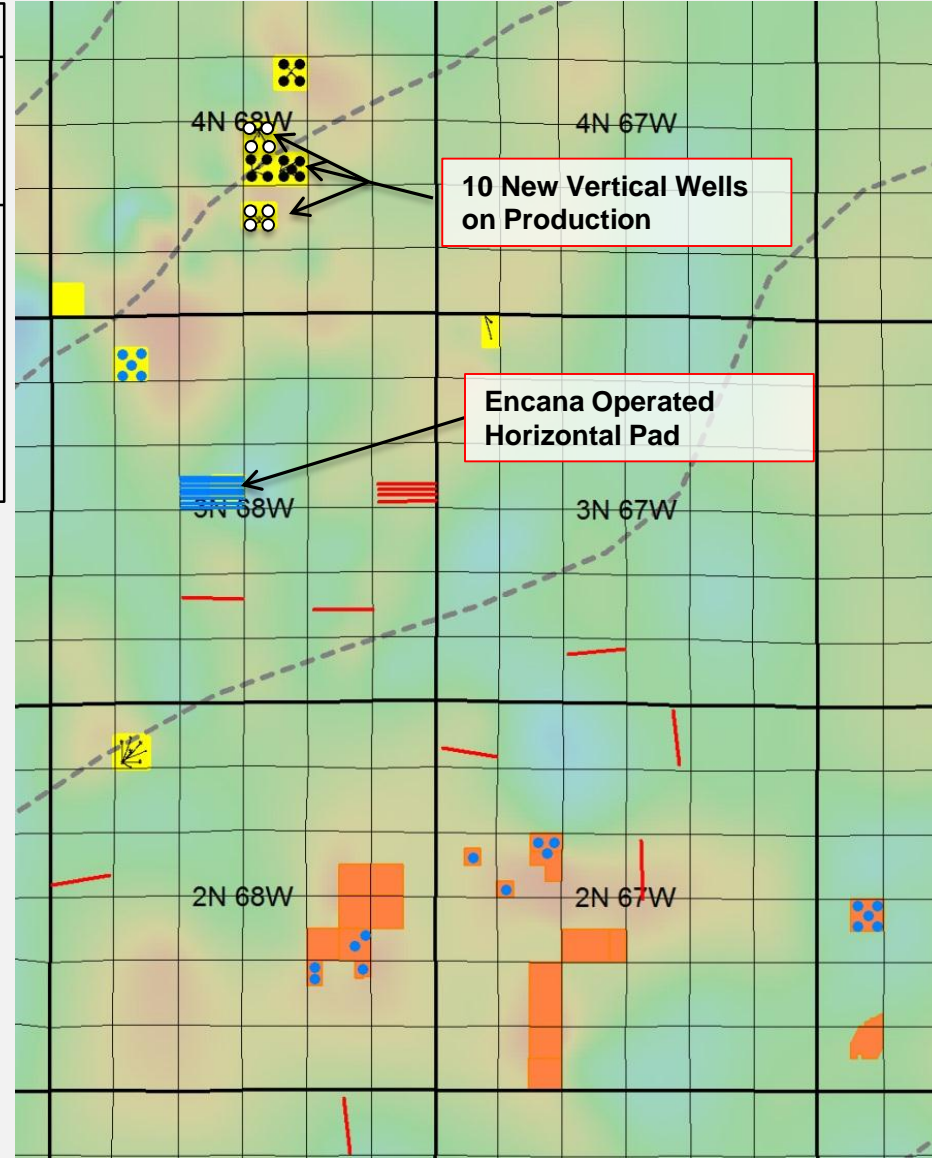 4N 68W
4N 67W
10 New Vertical Wells
on Production
Encana Operated
Horizontal Pad
3N 68W
3N 67W
2N 68W
2N 67W